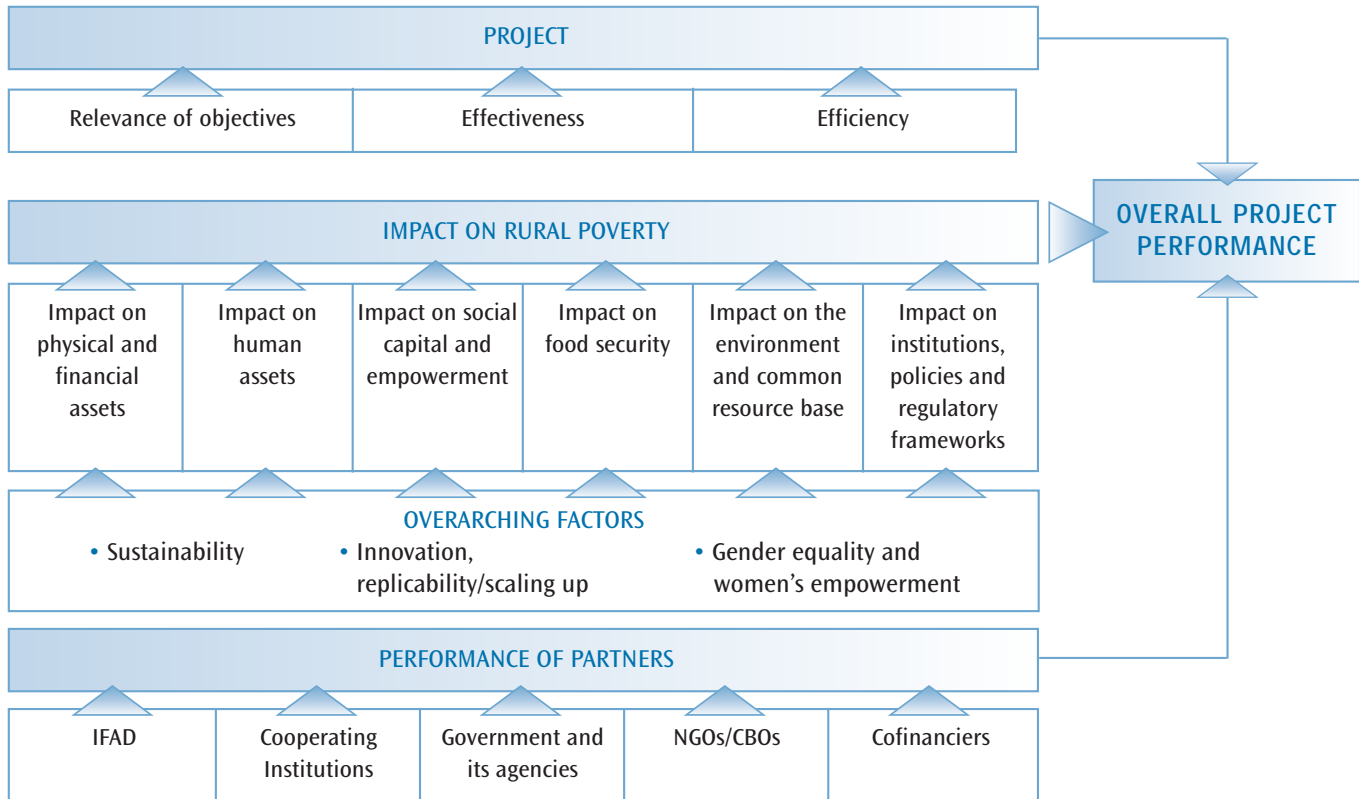 PROJECT
Relevance of objectives
Effectiveness
Efficiency
OVERALL PROJECT
PERFORMANCE
IMPACT ON RURAL POVERTY
Impact on
physical and
financial
assets
Impact on
human
assets
Impact on social
capital and
empowerment
Impact on
food security
Impact on the
environment
and common
resource base
Impact on
institutions,
policies and
regulatory
frameworks
OVERARCHING FACTORS
• Sustainability
• Innovation,
replicability/scaling up
• Gender equality and
women's empowerment
PERFORMANCE OF PARTNERS
IFAD
Cooperating
Institutions
Government and
its agencies
NGOs/CBOs
Cofinanciers